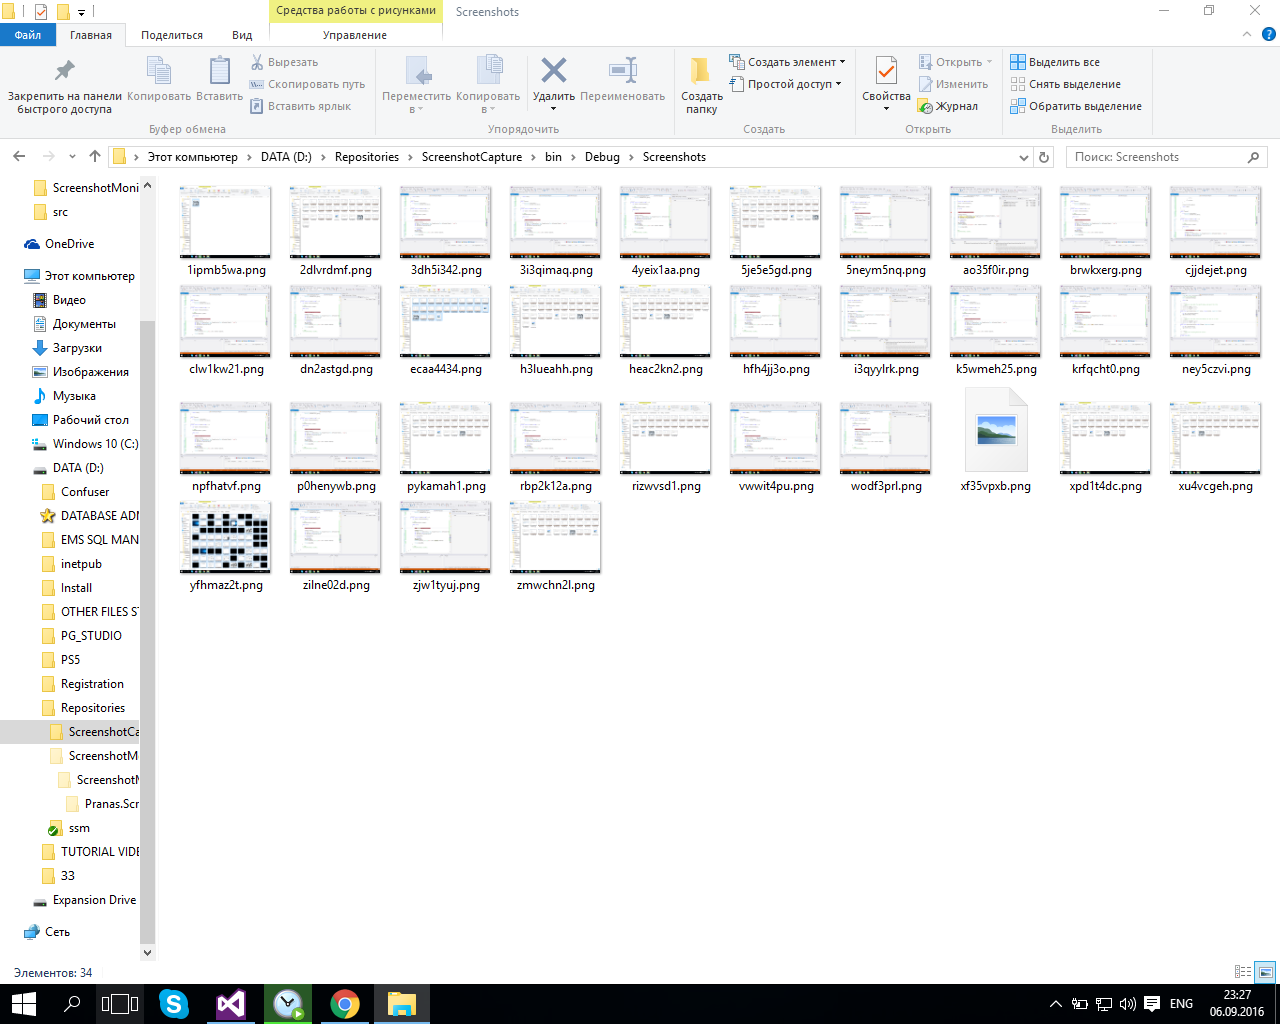 Средства работы с рисунками
Screenshots
Файл
Главная
Поделиться
Вид
Управление
Закрепить на панели быстрого доступа
Копировать
Вставить
Вырезать
Скопировать путь
Вставить ярлык
Переместить в
Копировать в
Удалить
Переименовать
Создать папку
Создать элемент
Простой доступ
Свойства
Открыть
Изменить
Журнал
Выделить все
Снять выделение
Обратить выделение
Буфер обмена
Упорядочить
Создать
Открыть
Выделить
Этот компьютер
DATA (D:)
Repositories
ScreenshotCapture
bin
Debug
Screenshots
Поиск: Screenshots
ScreenshotMoni
src
OneDrive
Этот компьютер
Видео
Документы
Загрузки
Изображения
Музыка
Рабочий стол
Windows 10 (C:)
DATA (D:)
Confuser
DATABASE ADM
EMS SQL MAN
inetpub
Install
OTHER FILES ST
PG_STUDIO
PS5
Registration
Repositories
ScreenshotCa
ScreenshotM
ScreenshotM
Pranas.Scr
ssm
TUTORIAL VIDE
33
Expansion Drive
Сеть
1ipmb5wa.png
2dlvrdmf.png
3dh5i342.png
3i3qimaq.png
4yeix1aa.png
5je5e5gd.png
5neym5nq.png
ao35f0ir.png
brwkxerg.png
cjjdejet.png
clw1kw21.png
dn2astgd.png
ecaa4434.png
h3lueahh.png
heac2kn2.png
hfh4jj3o.png
i3qyylrk.png
k5wmeh25.png
krfqcht0.png
ney5czvi.png
npfhatvf.png
p0henywb.png
pykamah1.png
rbp2k12a.png
rizwvsd1.png
vwwit4pu.png
wodf3prl.png
xf35vpxb.png
xpd1t4dc.png
xu4vcgeh.png
yfhmaz2t.png
zilne02d.png
zjw1tyuj.png
zmwchn2l.png
Элементов: 34
ENG
23:27
06.09.2016